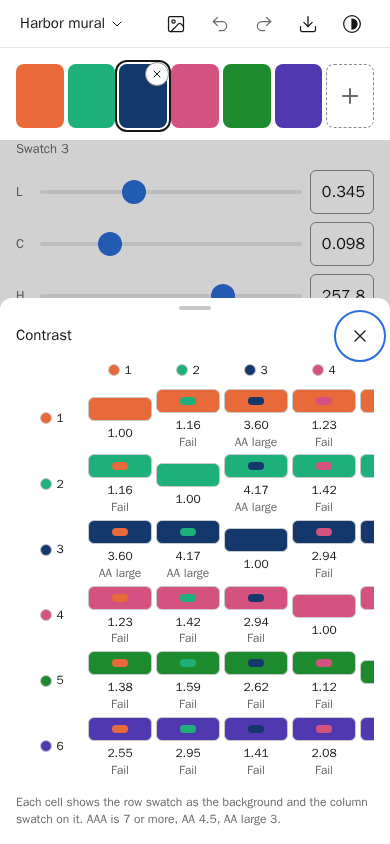 Harbor mural
Swatch 3
L 0.345
C 0.098
H 257.8
Contrast
1 2 3 4
1 1.00 1.16 3.60 1.23
Fail AA large Fail
2 1.16 1.00 4.17 1.42
Fail AA large Fail
3 3.60 4.17 1.00 2.94
AA large AA large Fail
4 1.23 1.42 2.94 1.00
Fail Fail Fail
5 1.38 1.59 2.62 1.12
Fail Fail Fail Fail
6 2.55 2.95 1.41 2.08
Fail Fail Fail Fail
Each cell shows the row swatch as the background and the column
swatch on it. AAA is 7 or more, AA 4.5, AA large 3.